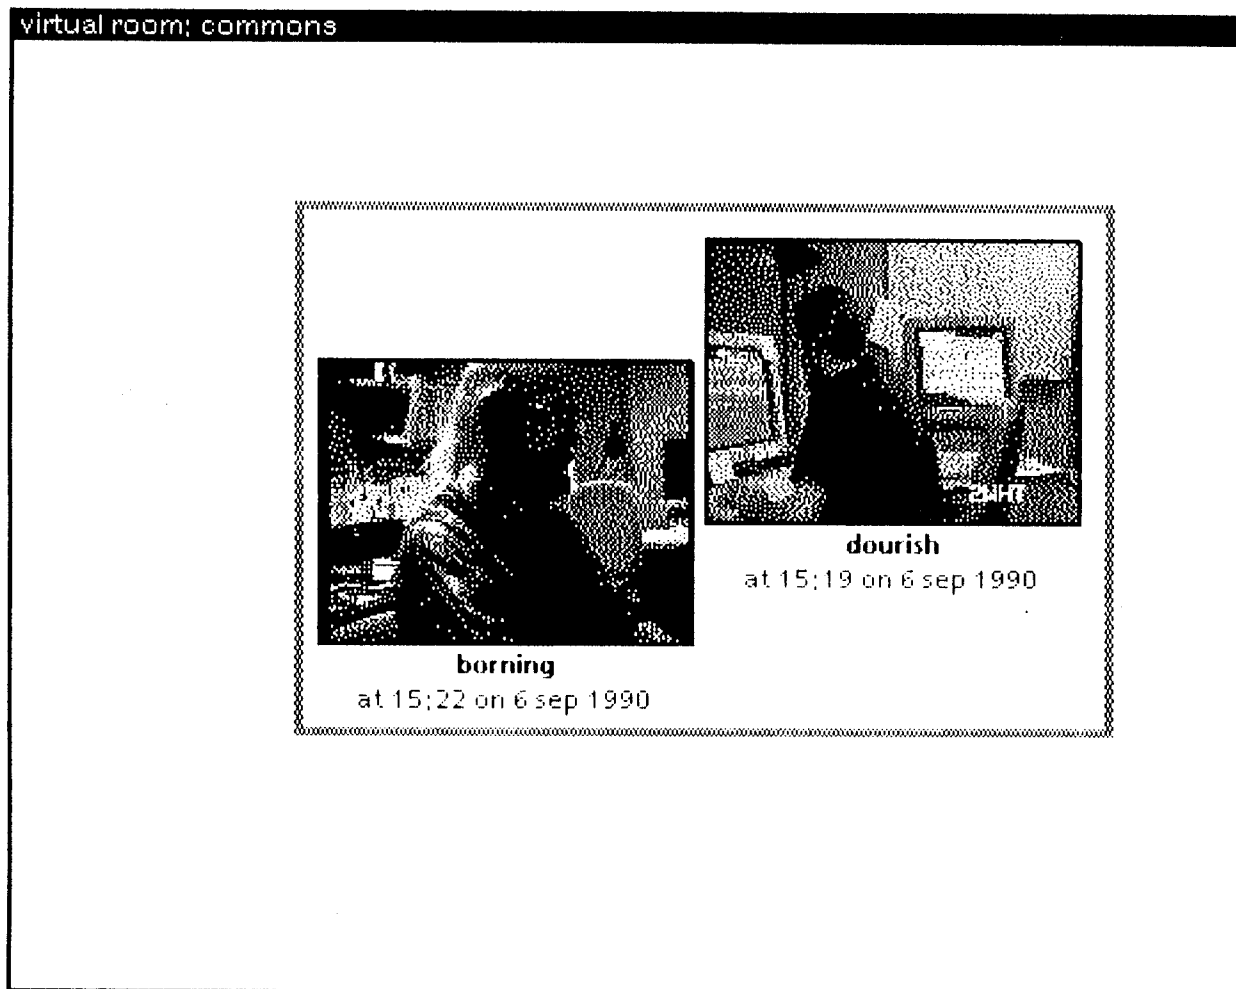 virtual room; commons
dourish
at 15:19 on 6 sep 1990
borning
at 15:22 on 6 sep 1990